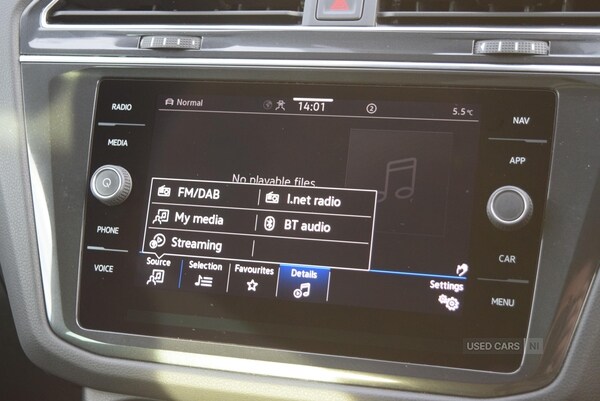 RADIO
MEDIA
PHONE
VOICE
Normal
14:01
2
5.5°C
No playable files
FM/DAB
I.net radio
My media
BT audio
Streaming
Source
Selection
Favourites
Details
Settings
NAV
APP
CAR
MENU
USED CARS NI